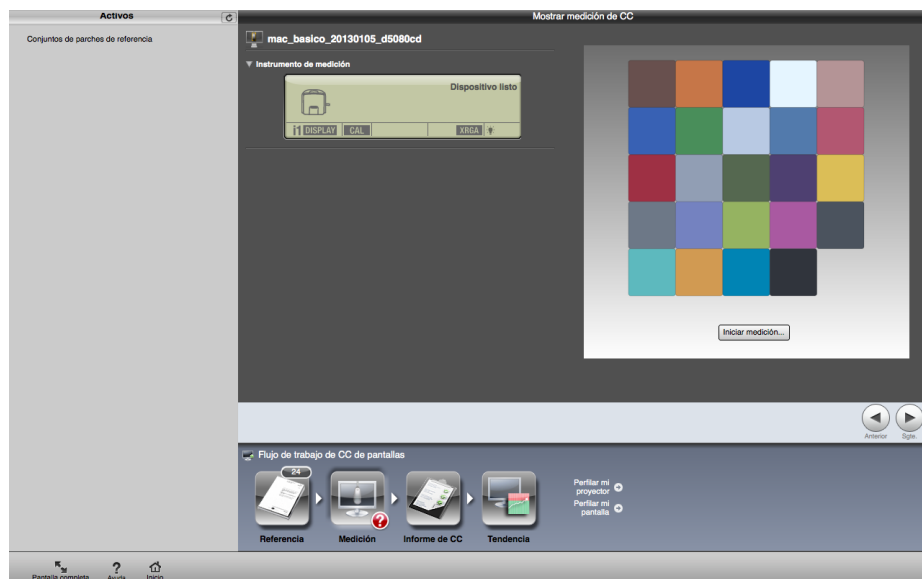 Activos
Mostrar medición de CC
Conjuntos de parches de referencia
mac_basico_20130105_d5080cd
Instrumento de medición
Dispositivo listo
i1 DISPLAY CAL XRGA
Iniciar medición...
Anterior Sgte.
Flujo de trabajo de CC de pantallas
24
Perfilar mi
proyector
Perfilar mi
pantalla
Referencia Medición Informe de CC Tendencia
Pantalla completa Ayuda Inicio